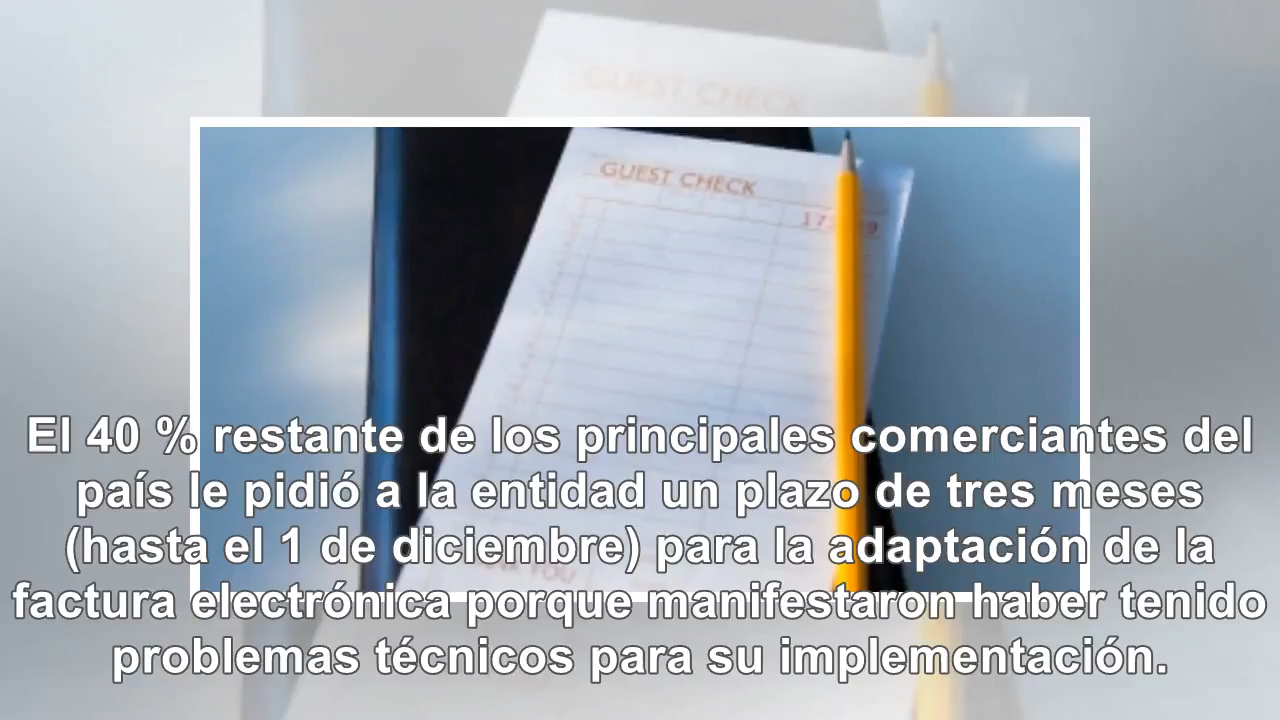 GUEST CHECK
GUEST CHECK
El 40 % restante de los principales comerciantes del
país le pidió a la entidad un plazo de tres meses
(hasta el 1 de diciembre) para la adaptación de la
factura electrónica porque manifestaron haber tenido
problemas técnicos para su implementación.